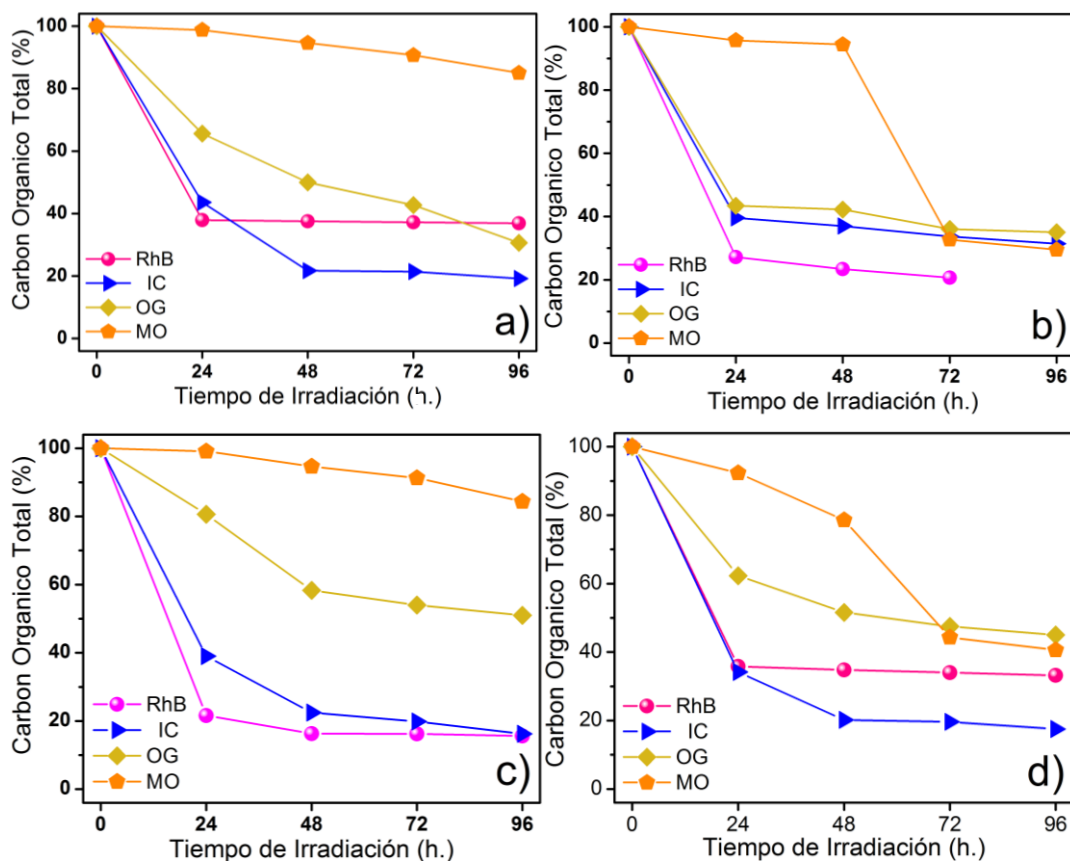 Carbon Organico Total (%)
100
80
60
40
20
0
RhB
IC
OG
MO
a)
0 24 48 72 96
Tiempo de Irradiación (h.)
Carbon Organico Total (%)
100
80
60
40
20
0
RhB
IC
OG
MO
b)
0 24 48 72 96
Tiempo de Irradiación (h.)
Carbon Organico Total (%)
100
80
60
40
20
0
RhB
IC
OG
MO
c)
0 24 48 72 96
Tiempo de Irradiación (h.)
Carbon Organico Total (%)
100
80
60
40
20
0
RhB
IC
OG
MO
d)
0 24 48 72 96
Tiempo de Irradiación (h.)